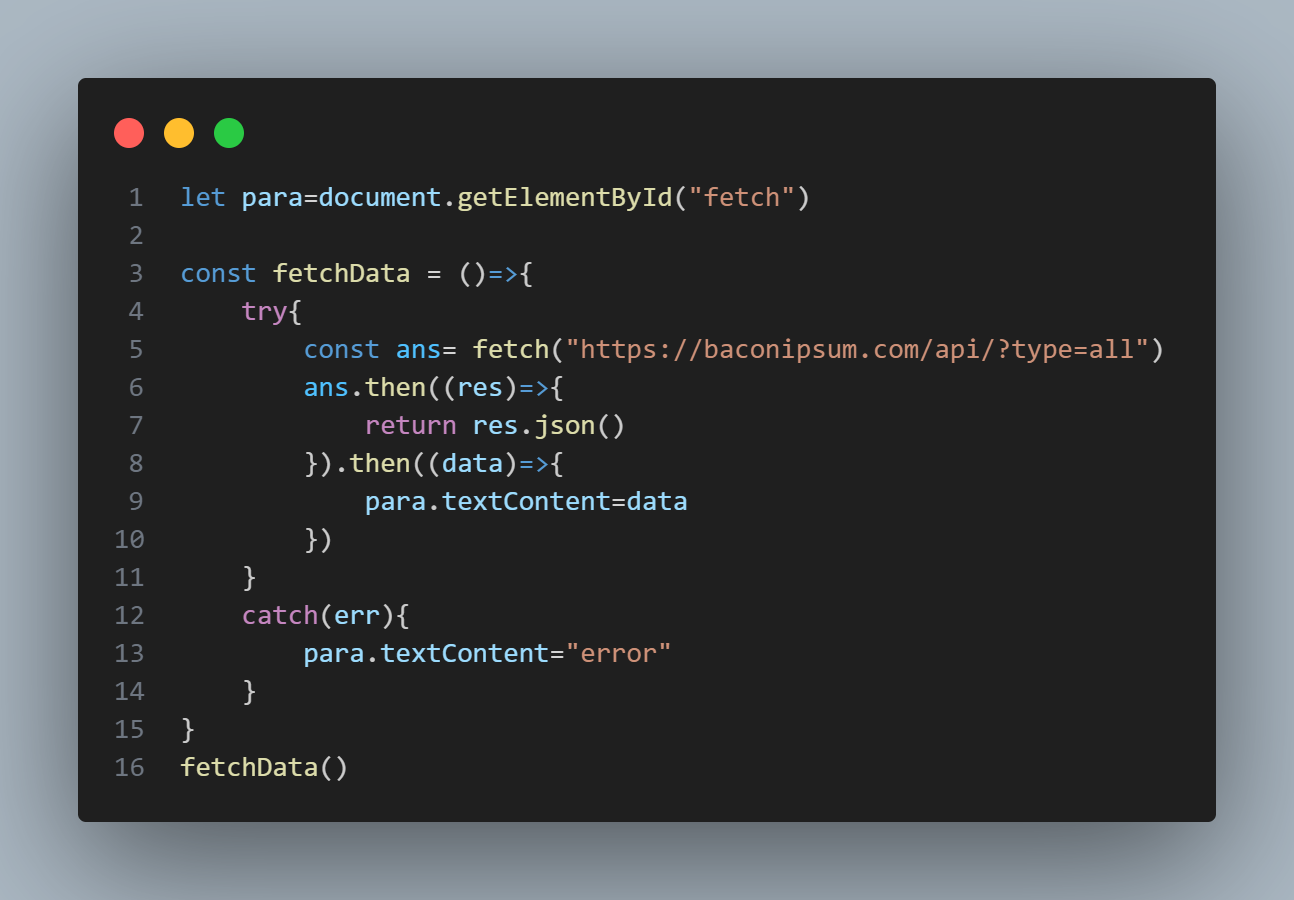 1 let para=document.getElementById("fetch")
2
3 const fetchData = ()=>{
4     try{
5         const ans= fetch("https://baconipsum.com/api/?type=all")
6         ans.then((res)=>{
7             return res.json()
8         }).then((data)=>{
9             para.textContent=data
10         })
11     }
12     catch(err){
13         para.textContent="error"
14     }
15 }
16 fetchData()